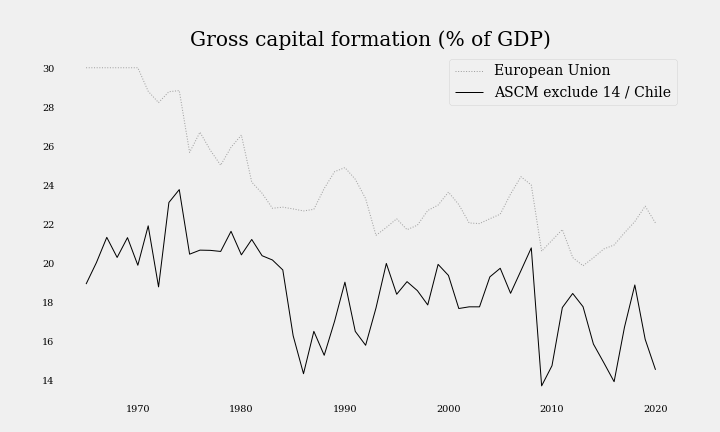 Gross capital formation (% of GDP)
European Union
ASCM exclude 14 / Chile
30
28
26
24
22
20
18
16
14
1970 1980 1990 2000 2010 2020